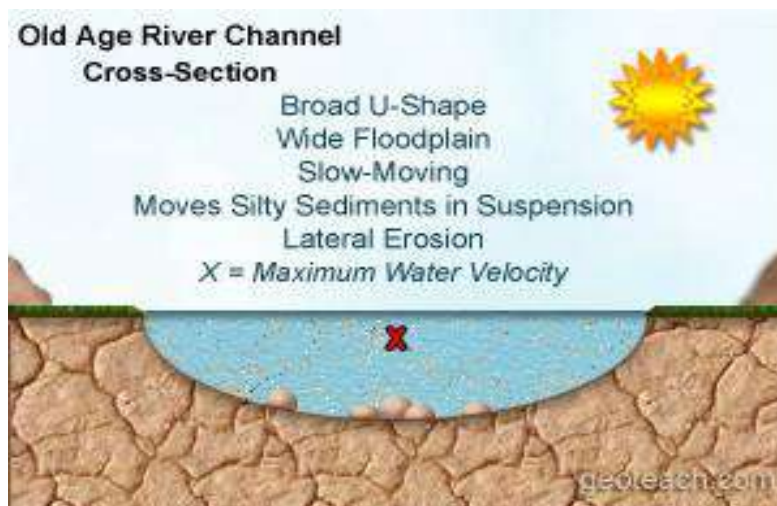 Old Age River Channel
Cross-Section
Broad U-Shape
Wide Floodplain
Slow-Moving
Moves Silty Sediments in Suspension
Lateral Erosion
X = Maximum Water Velocity
X
geoteach.com